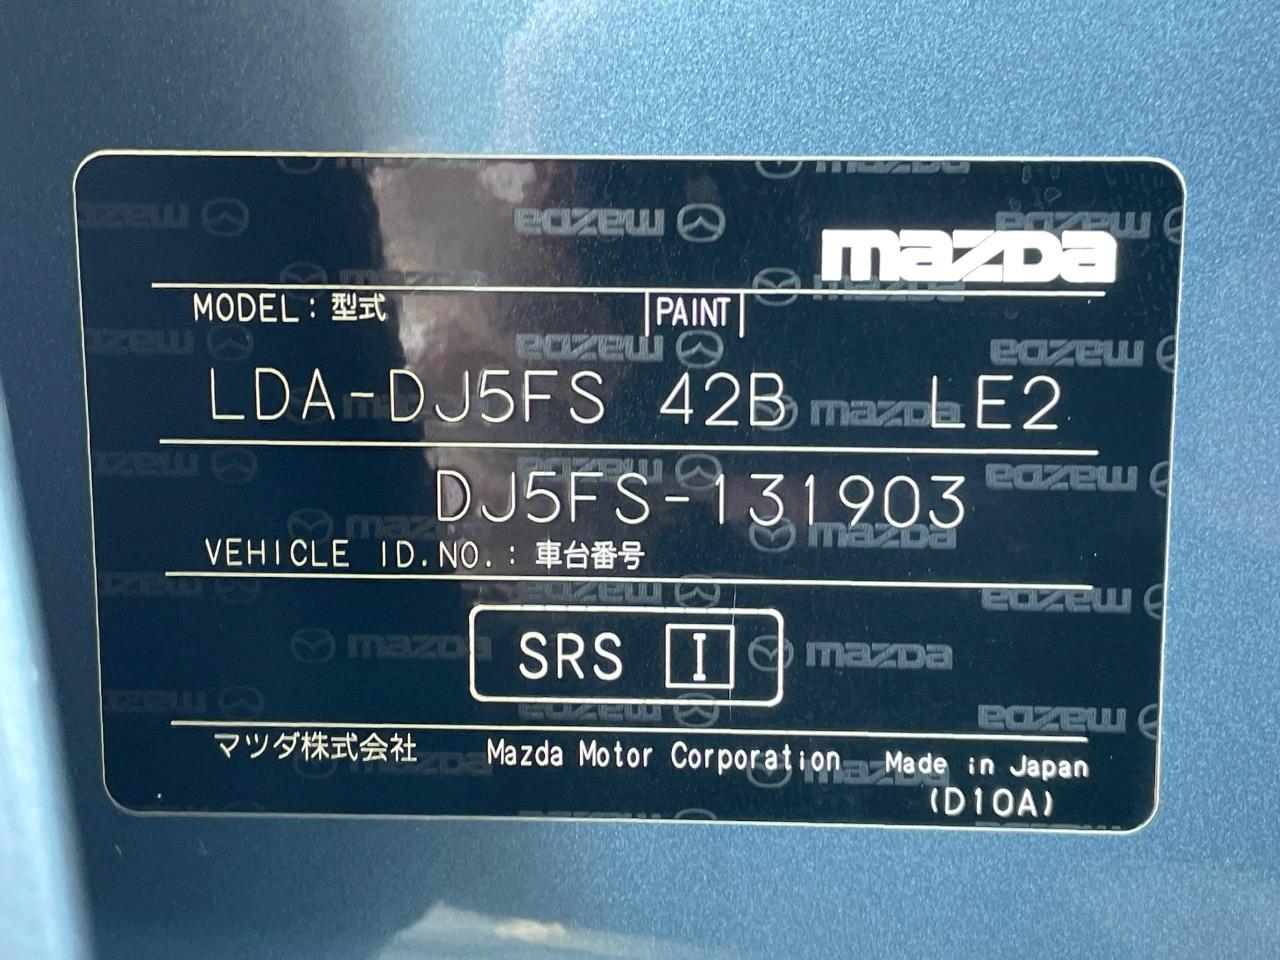 mazda
MODEL : 型式 PAINT
LDA-DJ5FS 42B LE2
DJ5FS-131903
VEHICLE ID.NO. : 車台番号
SRS I
マツダ株式会社 Mazda Motor Corporation Made in Japan
(D10A)